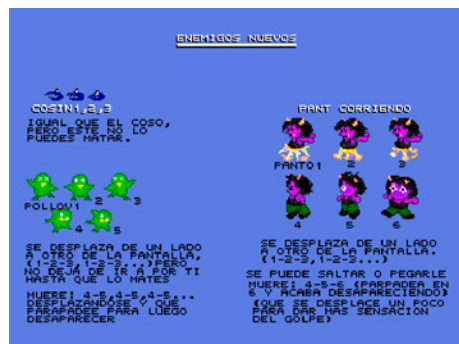 ENEMIGOS NUEVOS
COSIN1,2,3
IGUAL QUE EL COSO,
PERO ESTE NO LO
PUEDES MATAR.
POLLOV1
2
3
4
5
SE DESPLAZA DE UN LADO
A OTRO DE LA PANTALLA,
(1-2-3,1-2-3...)PERO
NO DEJA DE IR A POR TI
HASTA QUE LO MATES
MUERE: 4-5,4-5,4-5...
DESPLAZANDOSE Y QUE
PARAPADEE PARA LUEGO
DESAPARECER
PANT CORRIENDO
PANTO1
2
3
4
5
6
SE DESPLAZA DE UN LADO
A OTRO DE LA PANTALLA.
(1-2-3,1-2-3...)
SE PUEDE SALTAR O PEGARLE
MUERE: 4-5-6 (PARPADEA EN
6 Y ACABA DESAPARECIENDO)
(QUE SE DESPLACE UN POCO
PARA DAR MAS SENSACION
DEL GOLPE)